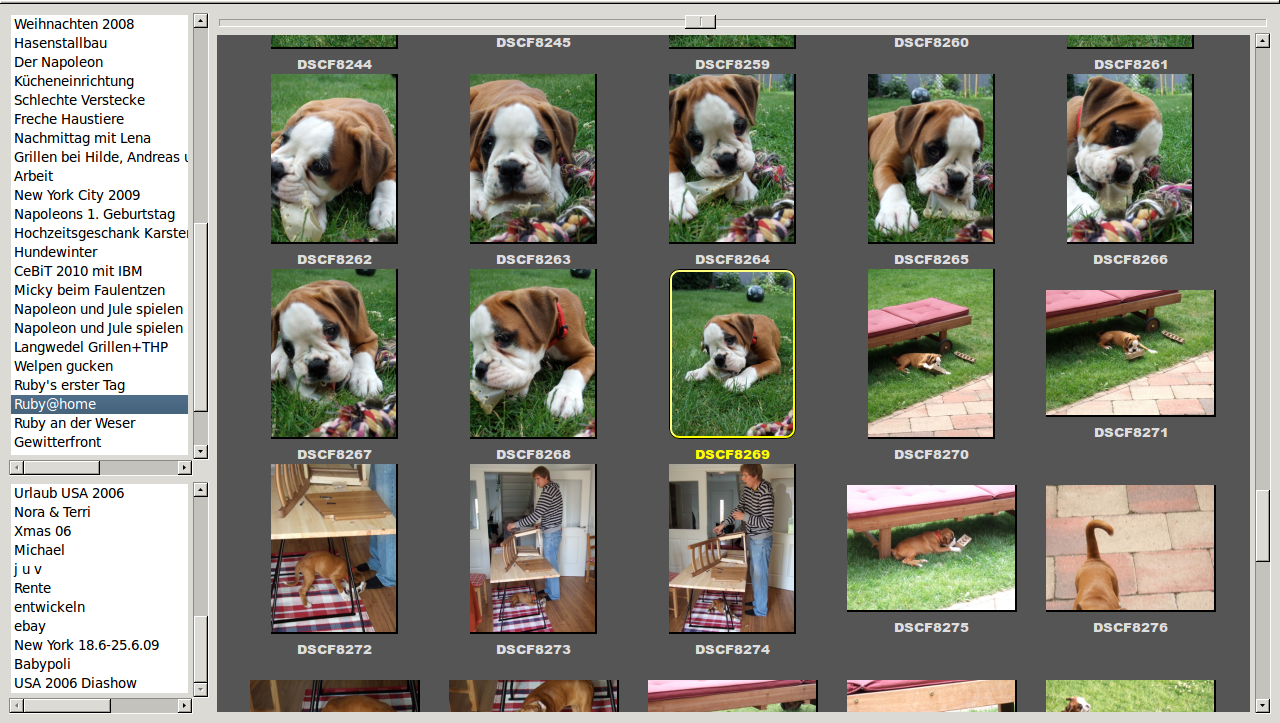 Weihnachten 2008
Hasenstallbau
Der Napoleon
Kücheneinrichtung
Schlechte Verstecke
Freche Haustiere
Nachmittag mit Lena
Grillen bei Hilde, Andreas u
Arbeit
New York City 2009
Napoleons 1. Geburtstag
Hochzeitsgeschank Karster
Hundewinter
CeBiT 2010 mit IBM
Micky beim Faulentzen
Napoleon und Jule spielen
Napoleon und Jule spielen
Langwedel Grillen+THP
Welpen gucken
Ruby's erster Tag
Ruby@home
Ruby an der Weser
Gewitterfront
Urlaub USA 2006
Nora & Terri
Xmas 06
Michael
j u v
Rente
entwickeln
ebay
New York 18.6-25.6.09
Babypoli
USA 2006 Diashow
DSCF8245 DSCF8260
DSCF8244 DSCF8259 DSCF8261
DSCF8262 DSCF8263 DSCF8264 DSCF8265 DSCF8266
DSCF8271
DSCF8267 DSCF8268 DSCF8269 DSCF8270
DSCF8275 DSCF8276
DSCF8272 DSCF8273 DSCF8274